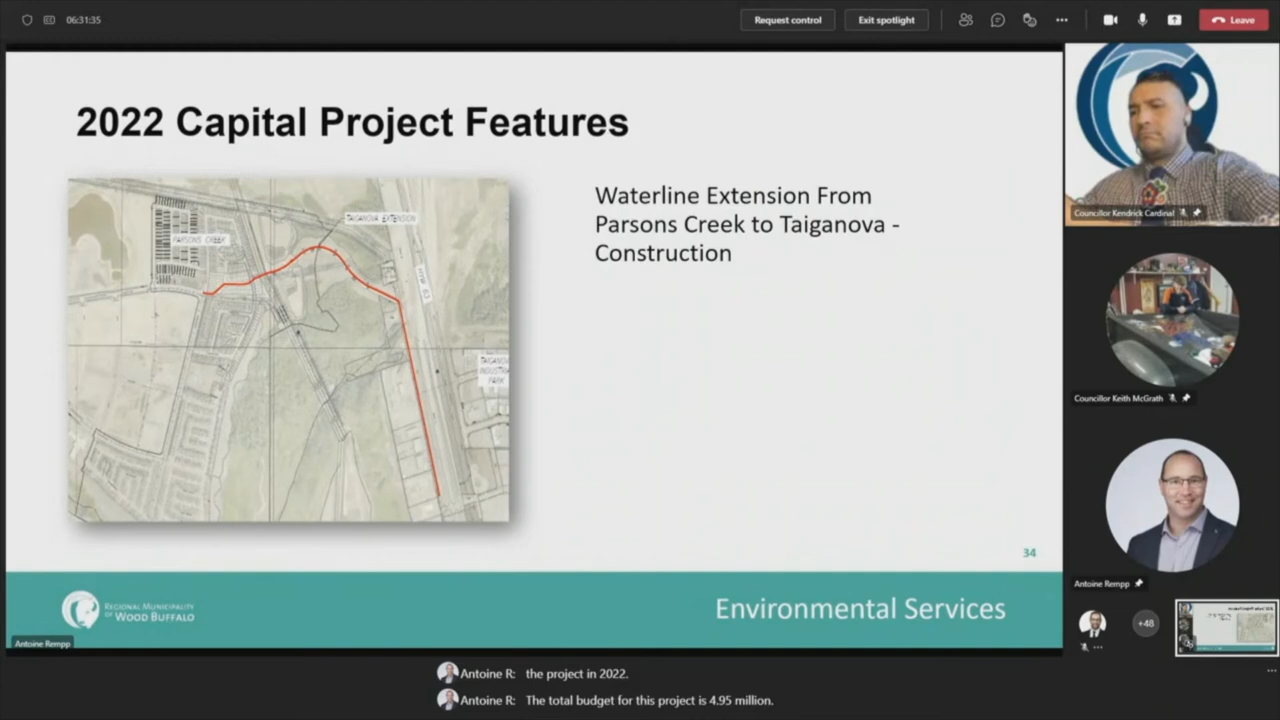 06:31:35
Request control
Exit spotlight
Leave
2022 Capital Project Features
TAIGANOVA EXTENSION
PARSONS CREEK
HWY 63
PARK
Waterline Extension From
Parsons Creek to Taiganova -
Construction
34
REGIONAL MUNICIPALITY
OF WOOD BUFFALO
Environmental Services
Antoine Rempp
Councillor Kendrick Cardinal
Councillor Keith McGrath
Antoine Rempp
+48
Antoine R: the project in 2022.
Antoine R: The total budget for this project is 4.95 million.